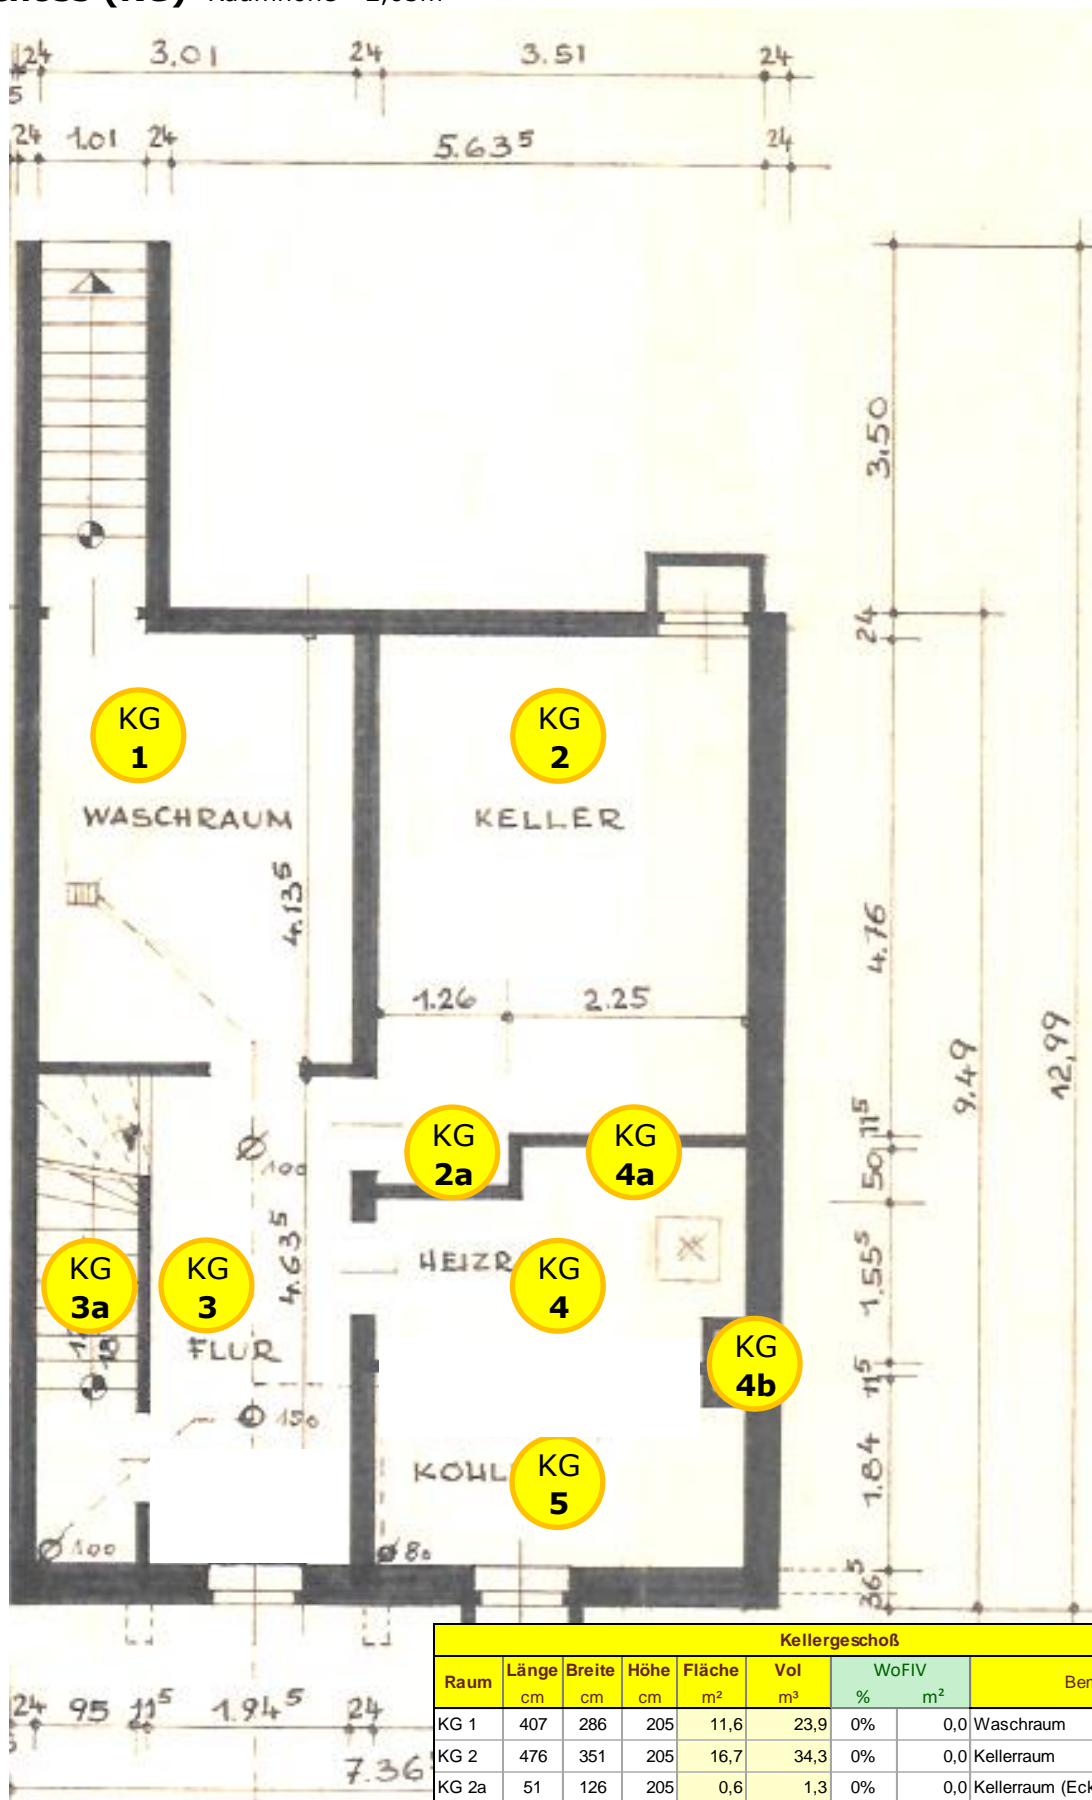 (KG)
24 3,01 24 3.51 24
5
24 1.01 24 5.63⁵ 24
3.50
24
KG
1
KG
2
WASCHRAUM
KELLER
4.13⁵
4.76
1.26 2.25
9.49
12,99
11⁵
KG
2a
KG
4a
100
50
4.63⁵
KG
3a
KG
3
HEIZR
KG
4
1.55⁵
18
FLUR
KG
4b
11⁵
150
KOHL
KG
5
1.84
100
80
36⁵
Kellergeschoß
Raum Länge Breite Höhe Fläche Vol WoFIV
cm cm cm m² m³ % m²
KG 1 407 286 205 11,6 23,9 0% 0,0 Waschraum
KG 2 476 351 205 16,7 34,3 0% 0,0 Kellerraum
KG 2a 51 126 205 0,6 1,3 0% 0,0 Kellerraum (Eck
24 95 11⁵ 1.94⁵ 24
7.36